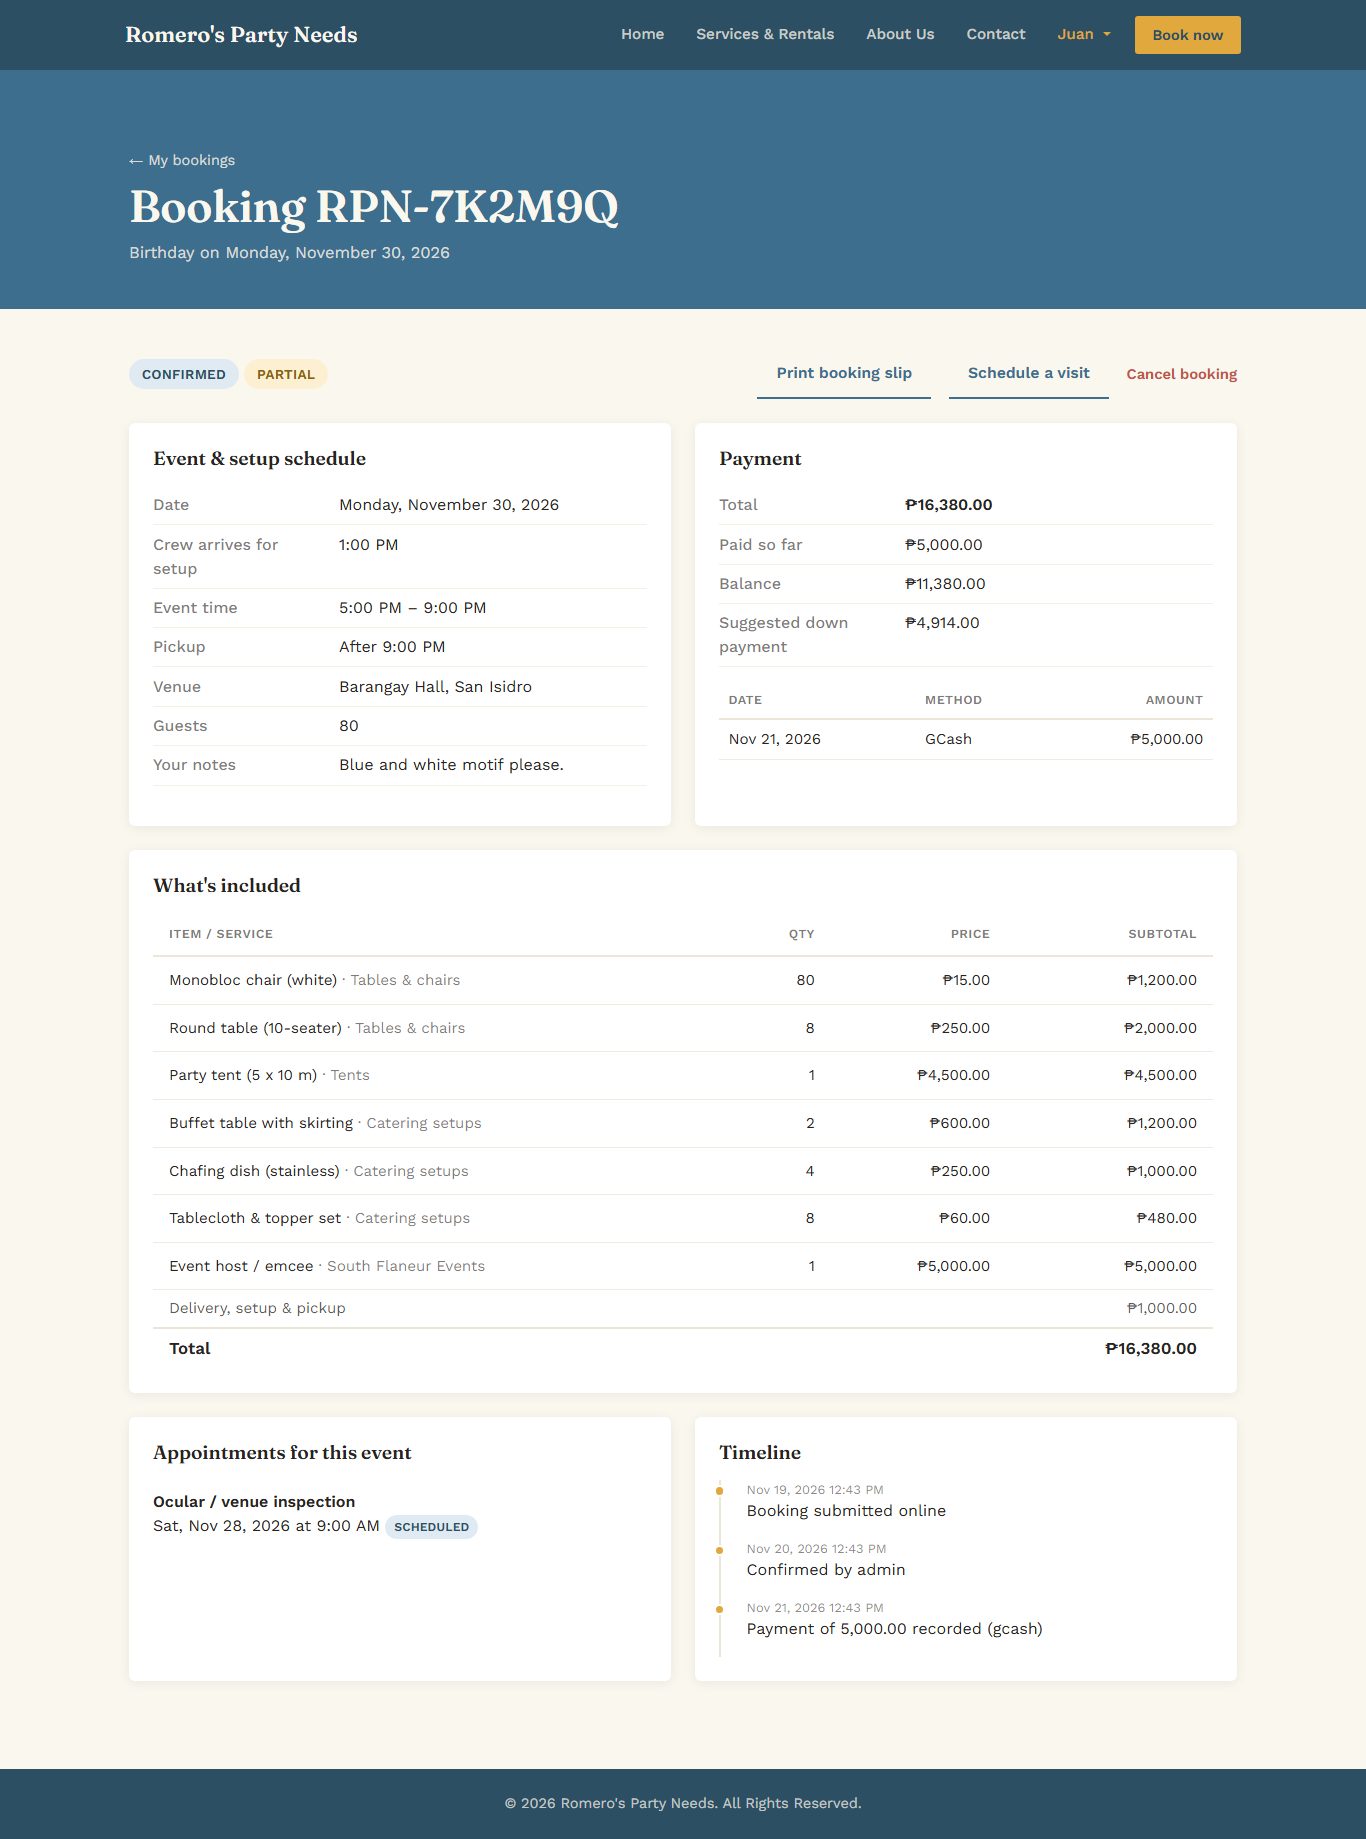 Romero's Party Needs
Home Services & Rentals About Us Contact Juan Book now
← My bookings
Booking RPN-7K2M9Q
Birthday on Monday, November 30, 2026
CONFIRMED PARTIAL
Print booking slip Schedule a visit Cancel booking
Event & setup schedule
Date Monday, November 30, 2026
Crew arrives for setup 1:00 PM
Event time 5:00 PM – 9:00 PM
Pickup After 9:00 PM
Venue Barangay Hall, San Isidro
Guests 80
Your notes Blue and white motif please.
Payment
Total ₱16,380.00
Paid so far ₱5,000.00
Balance ₱11,380.00
Suggested down payment ₱4,914.00
DATE METHOD AMOUNT
Nov 21, 2026 GCash ₱5,000.00
What's included
ITEM / SERVICE QTY PRICE SUBTOTAL
Monobloc chair (white) · Tables & chairs 80 ₱15.00 ₱1,200.00
Round table (10-seater) · Tables & chairs 8 ₱250.00 ₱2,000.00
Party tent (5 x 10 m) · Tents 1 ₱4,500.00 ₱4,500.00
Buffet table with skirting · Catering setups 2 ₱600.00 ₱1,200.00
Chafing dish (stainless) · Catering setups 4 ₱250.00 ₱1,000.00
Tablecloth & topper set · Catering setups 8 ₱60.00 ₱480.00
Event host / emcee · South Flaneur Events 1 ₱5,000.00 ₱5,000.00
Delivery, setup & pickup ₱1,000.00
Total ₱16,380.00
Appointments for this event
Ocular / venue inspection
Sat, Nov 28, 2026 at 9:00 AM SCHEDULED
Timeline
Nov 19, 2026 12:43 PM
Booking submitted online
Nov 20, 2026 12:43 PM
Confirmed by admin
Nov 21, 2026 12:43 PM
Payment of 5,000.00 recorded (gcash)
© 2026 Romero's Party Needs. All Rights Reserved.